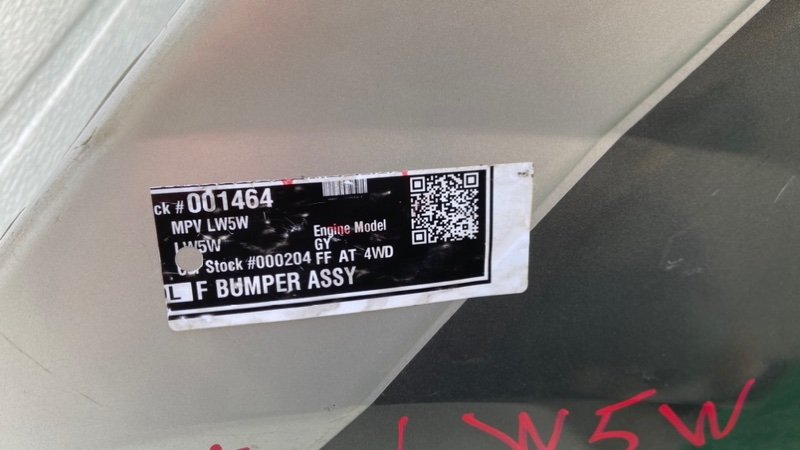 ck # 001464
MPV LW5W
LW5W Engine Model
GY
Stock #000204 FF AT 4WD
L F BUMPER ASSY
LW5W